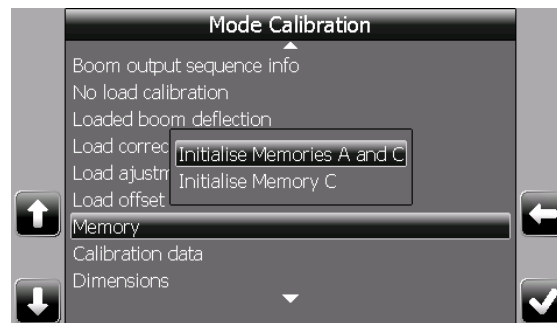 Mode Calibration
Boom output sequence info
No load calibration
Loaded boom deflection
Load correc
Initialise Memories A and C
Load ajustm
Initialise Memory C
Load offset
Memory
Calibration data
Dimensions